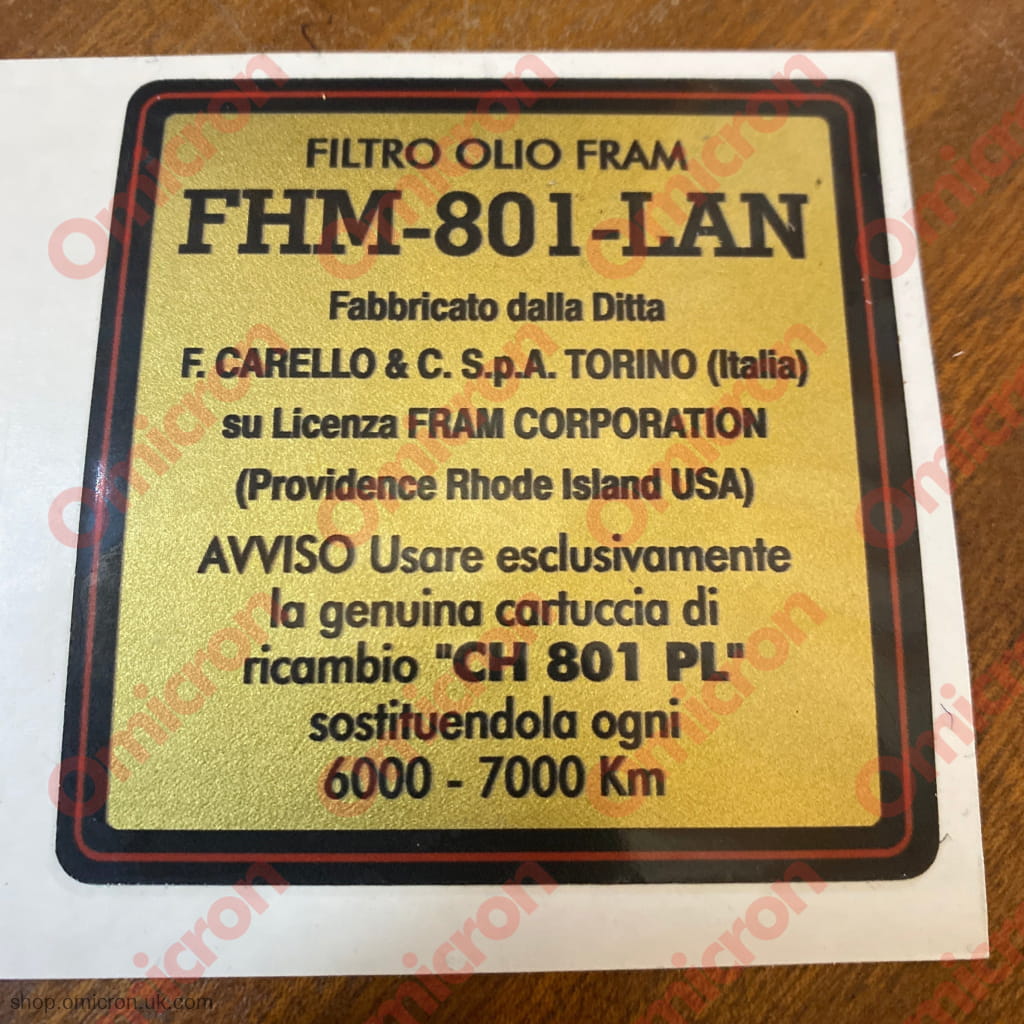 FILTRO OLIO FRAM
FHM-801-LAN
Fabbricato dalla Ditta
F. CARELLO & C. S.p.A. TORINO (Italia)
su Licenza FRAM CORPORATION
(Providence Rhode Island USA)
AVVISO Usare esclusivamente
la genuina cartuccia di
ricambio "CH 801 PL"
sostituendola ogni
6000 - 7000 Km
Omicron
shop.omicron.uk.com